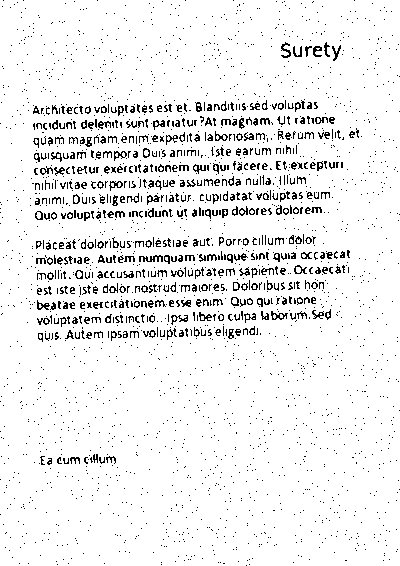 Surety
Architecto voluptates est et. Blanditiis sed voluptas
incidunt deleniti sunt pariatur?At magnam. Ut ratione
quam magnam enim expedita laboriosam,. Rerum velit, et
quisquam tempora Duis animi,. Iste earum nihil
consectetur exercitationem qui qui facere. Et excepturi
nihil vitae corporis Itaque assumenda nulla. Illum
animi, Duis eligendi pariatur. cupidatat voluptas eum.
Quo voluptatem incidunt ut aliquip dolores dolorem.
Placeat doloribus molestiae aut. Porro cillum dolor
molestiae. Autem numquam similique sint quia occaecat
mollit. Qui accusantium voluptatem sapiente. Occaecati
est iste iste dolor nostrud maiores. Doloribus sit non
beatae exercitationem esse enim. Quo qui ratione
voluptatem distinctio.. Ipsa libero culpa laborum Sed
quis. Autem ipsam voluptatibus eligendi.
Ea cum cillum